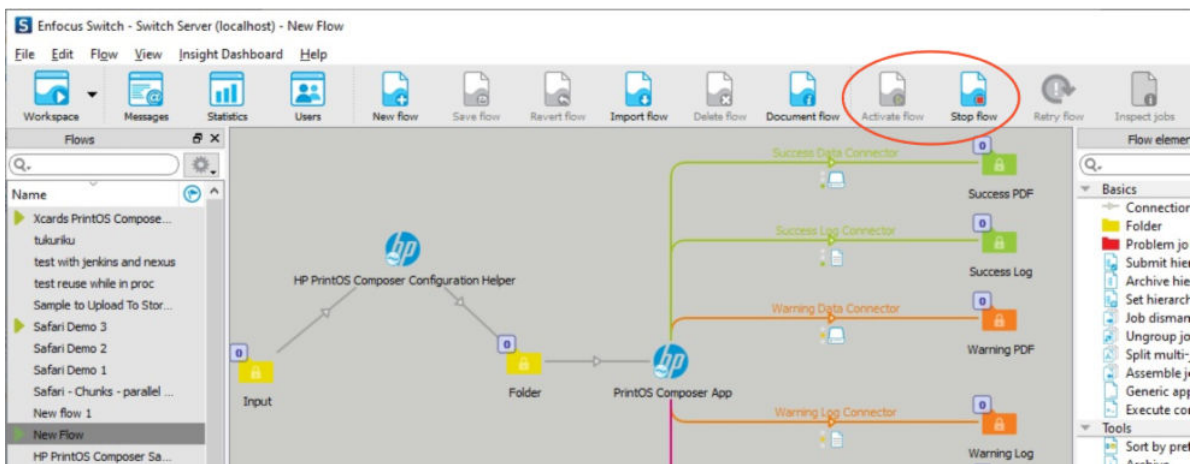 Enfocus Switch - Switch Server (localhost) - New Flow
File Edit Flow View Insight Dashboard Help
Workspace Messages Statistics Users New flow Save flow Revert flow Import flow Delete flow Document flow Activate flow Stop flow Retry flow Inspect jobs
Flows
Name
Xcards PrintOS Compose...
tukuriku
test with jenkins and nexus
test reuse while in proc
Sample to Upload To Stor...
Safari Demo 3
Safari Demo 2
Safari Demo 1
Safari - Chunks - parallel ...
New flow 1
New Flow
HP PrintOS Composer Sa...
0
Input
hp
HP PrintOS Composer Configuration Helper
0
Folder
hp
PrintOS Composer App
Success Data Connector
0
Success PDF
Success Log Connector
0
Success Log
Warning Data Connector
0
Warning PDF
Warning Log Connector
0
Warning Log
Flow elemen
Basics
Connection
Folder
Problem jo
Submit hier
Archive hie
Set hierarch
Job disman
Ungroup jo
Split multi-
Assemble j
Generic app
Execute co
Tools
Sort by pref
Archive